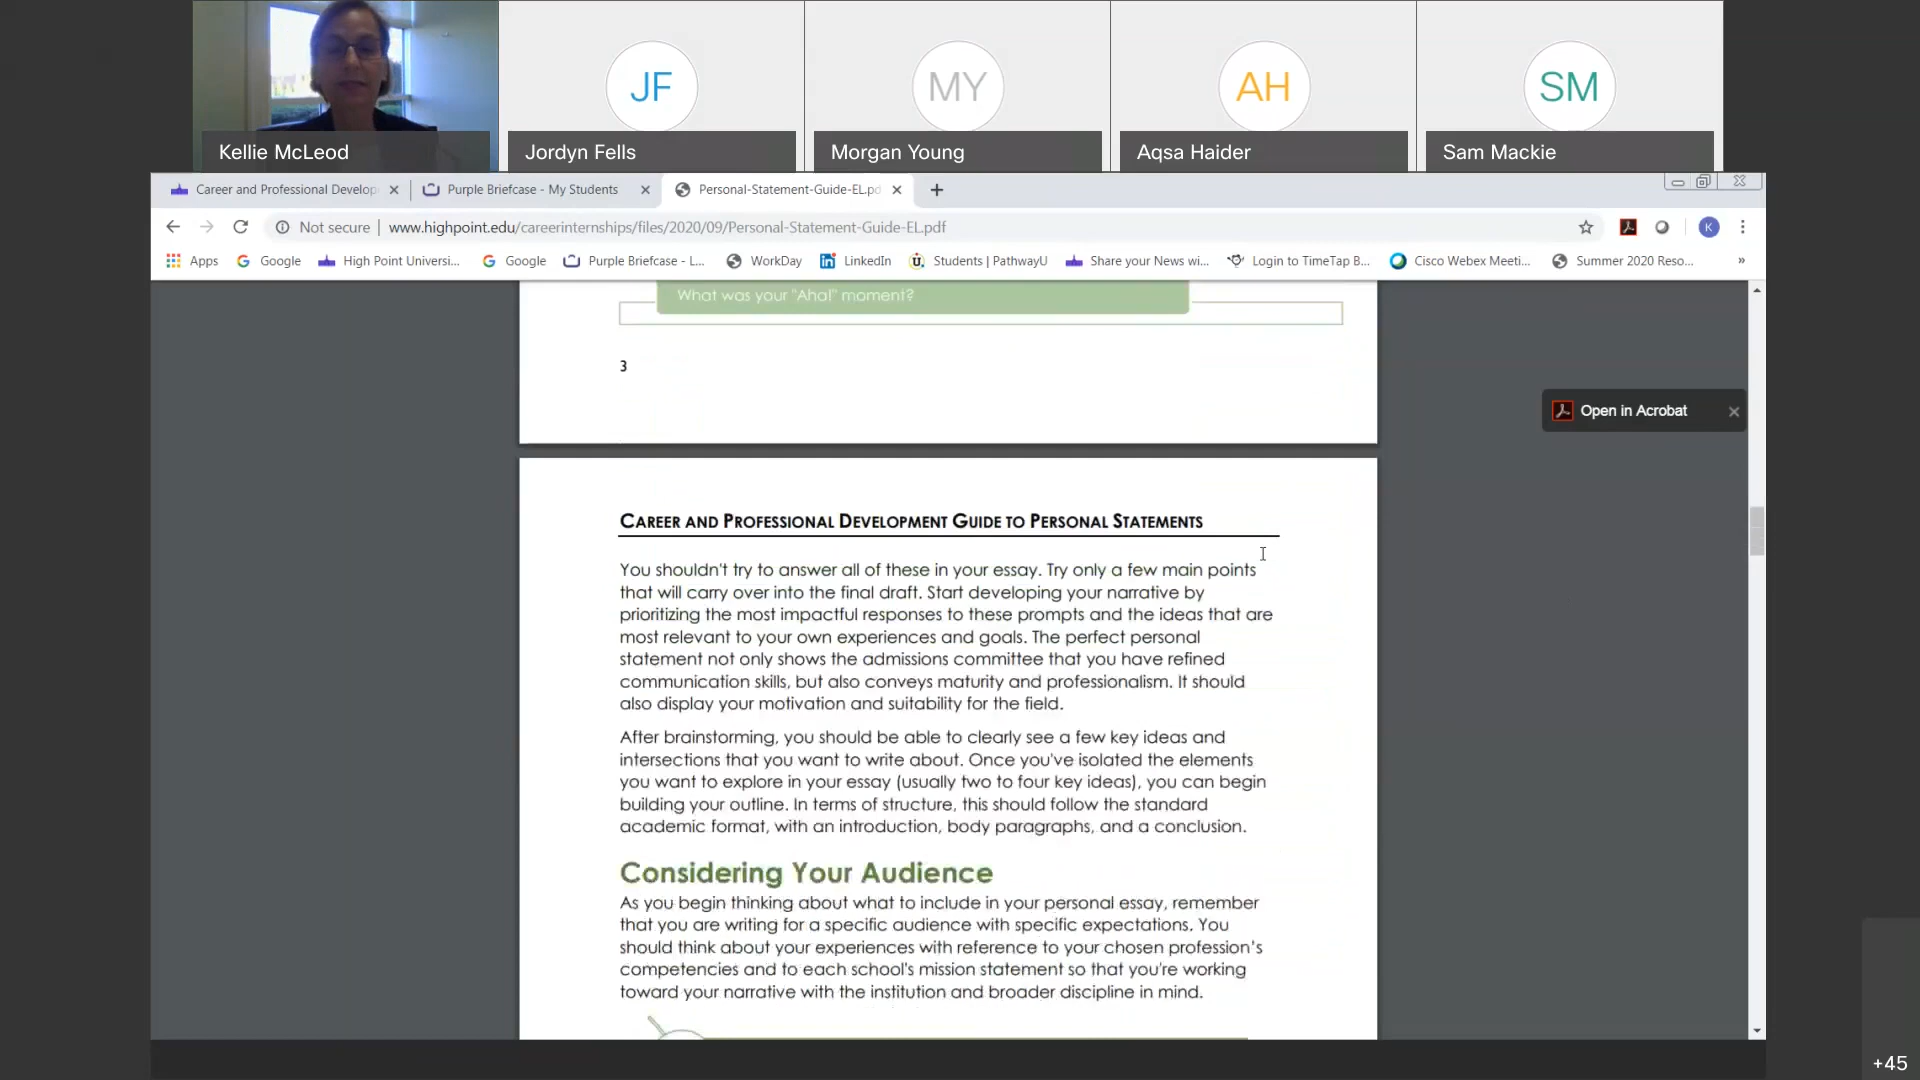 JF
MY
AH
SM
Kellie McLeod
Jordyn Fells
Morgan Young
Aqsa Haider
Sam Mackie
Career and Professional Develop
Purple Briefcase - My Students
Personal-Statement-Guide-EL.pd
Not secure | www.highpoint.edu/careerinternships/files/2020/09/Personal-Statement-Guide-EL.pdf
K
Apps
Google
High Point Universi...
Google
Purple Briefcase - L...
WorkDay
LinkedIn
Students | PathwayU
Share your News wi...
Login to TimeTap B...
Cisco Webex Meeti...
Summer 2020 Reso...
»
What was your "Aha!" moment?
3
Open in Acrobat
CAREER AND PROFESSIONAL DEVELOPMENT GUIDE TO PERSONAL STATEMENTS
You shouldn't try to answer all of these in your essay. Try only a few main points
that will carry over into the final draft. Start developing your narrative by
prioritizing the most impactful responses to these prompts and the ideas that are
most relevant to your own experiences and goals. The perfect personal
statement not only shows the admissions committee that you have refined
communication skills, but also conveys maturity and professionalism. It should
also display your motivation and suitability for the field.
After brainstorming, you should be able to clearly see a few key ideas and
intersections that you want to write about. Once you've isolated the elements
you want to explore in your essay (usually two to four key ideas), you can begin
building your outline. In terms of structure, this should follow the standard
academic format, with an introduction, body paragraphs, and a conclusion.
Considering Your Audience
As you begin thinking about what to include in your personal essay, remember
that you are writing for a specific audience with specific expectations. You
should think about your experiences with reference to your chosen profession's
competencies and to each school's mission statement so that you're working
toward your narrative with the institution and broader discipline in mind.
+45